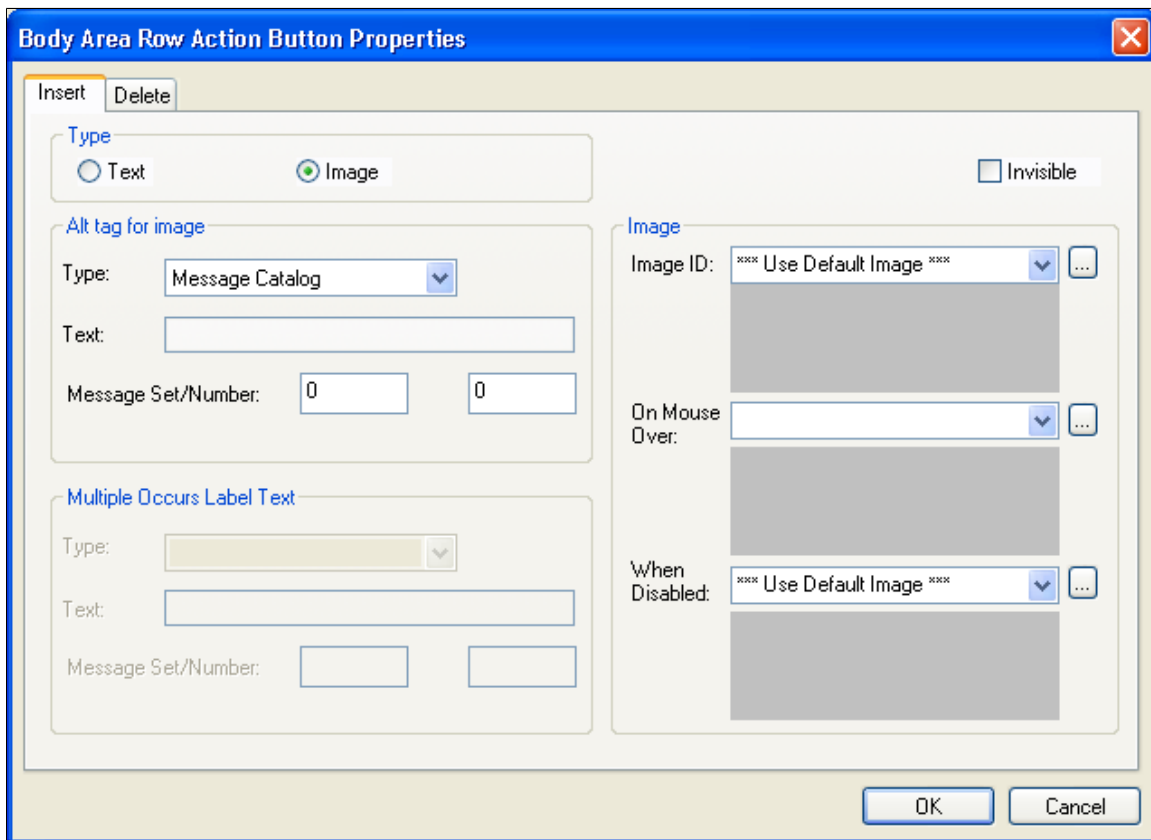 Body Area Row Action Button Properties
Insert
Delete
Type
Text
Image
Invisible
Alt tag for image
Type:
Message Catalog
Text:
Message Set/Number:
0
0
Multiple Occurs Label Text
Type:
Text:
Message Set/Number:
Image
Image ID:
*** Use Default Image ***
...
On Mouse
Over:
...
When
Disabled:
*** Use Default Image ***
...
OK
Cancel